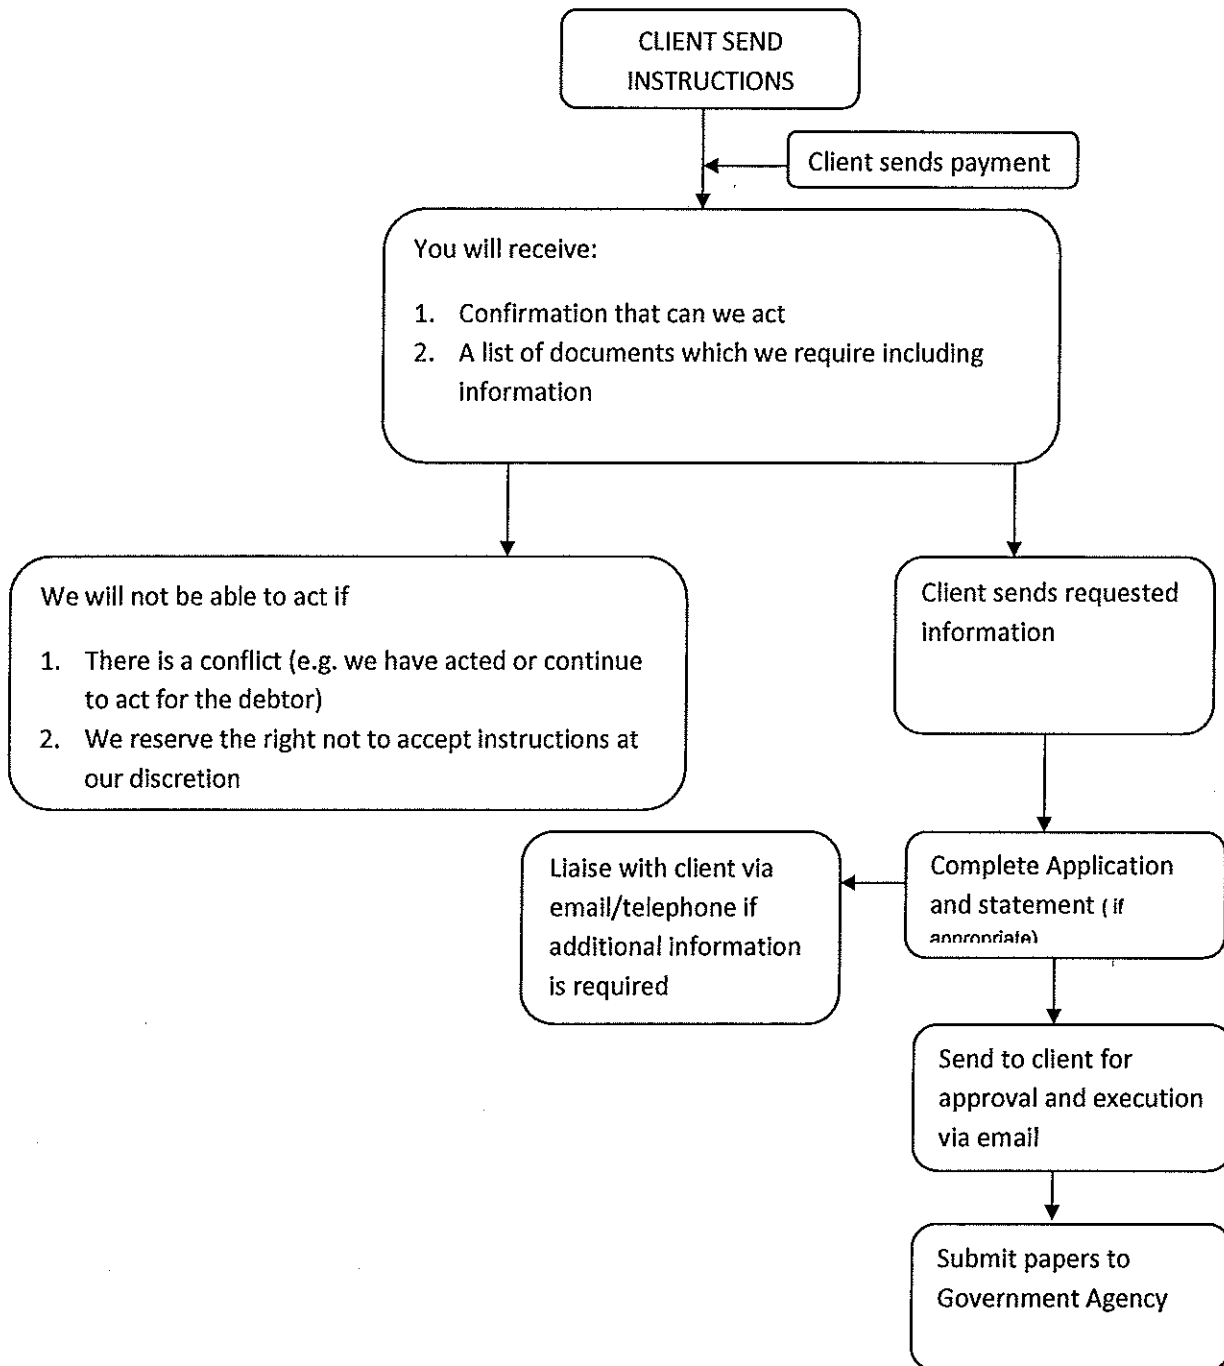 CLIENT SEND
INSTRUCTIONS
Client sends payment
You will receive:
1. Confirmation that can we act
2. A list of documents which we require including
information
We will not be able to act if
1. There is a conflict (e.g. we have acted or continue
to act for the debtor)
2. We reserve the right not to accept instructions at
our discretion
Client sends requested
information
Liaise with client via
email/telephone if
additional information
is required
Complete Application
and statement ( if
appropriate)
Send to client for
approval and execution
via email
Submit papers to
Government Agency